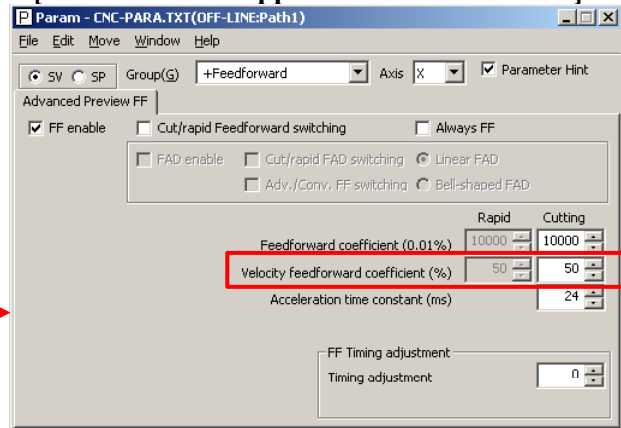 Param - CNC-PARA.TXT(OFF-LINE:Path1)
File Edit Move Window Help
SV SP Group(G) +Feedforward Axis X Parameter Hint
Advanced Preview FF
FF enable Cut/rapid Feedforward switching Always FF
FAD enable Cut/rapid FAD switching Linear FAD
Adv./Conv. FF switching Bell-shaped FAD
Rapid Cutting
Feedforward coefficient (0.01%) 10000 10000
Velocity feedforward coefficient (%) 50 50
Acceleration time constant (ms) 24
FF Timing adjustment
Timing adjustment 0